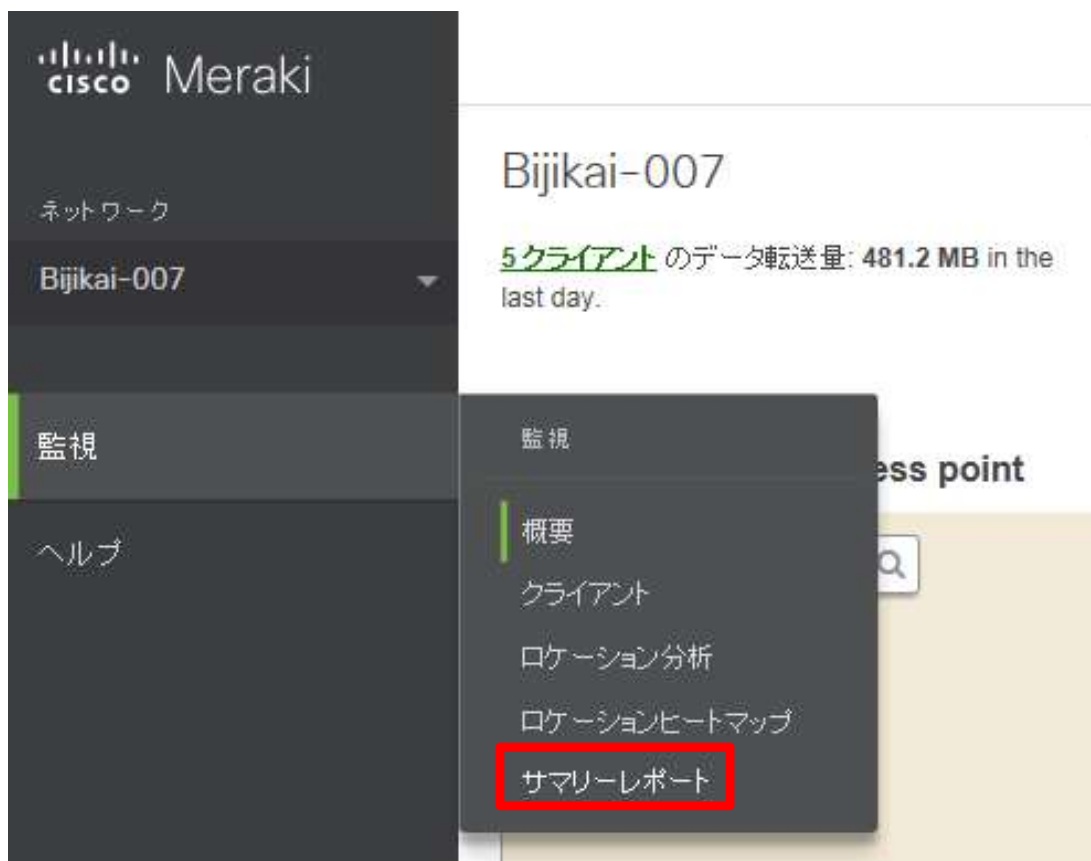 cisco Meraki
ネットワーク
Bijikai-007
監視
ヘルプ
Bijikai-007
5 クライアント のデータ転送量: 481.2 MB in the
last day.
監視
概要
クライアント
ロケーション分析
ロケーションヒートマップ
サマリーレポート
ess point